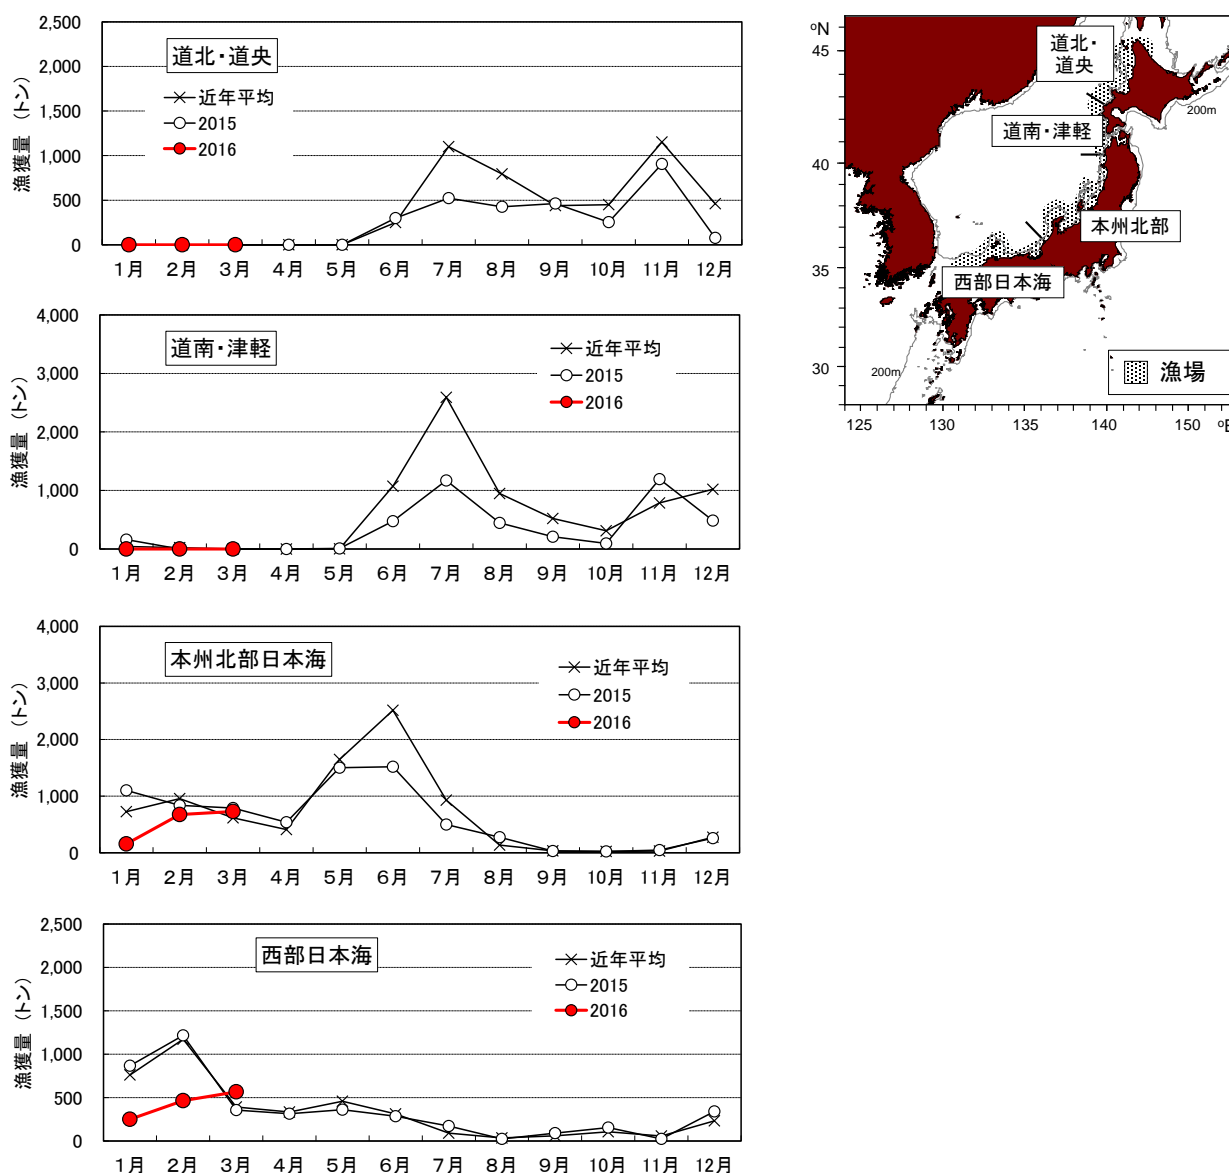 2,500
2,000
1,500
1,000
500
0
漁獲量 (トン)
道北・道央
近年平均
2015
2016
1月 2月 3月 4月 5月 6月 7月 8月 9月 10月 11月 12月
4,000
3,000
2,000
1,000
0
漁獲量 (トン)
道南・津軽
近年平均
2015
2016
1月 2月 3月 4月 5月 6月 7月 8月 9月 10月 11月 12月
4,000
3,000
2,000
1,000
0
漁獲量 (トン)
本州北部日本海
近年平均
2015
2016
1月 2月 3月 4月 5月 6月 7月 8月 9月 10月 11月 12月
2,500
2,000
1,500
1,000
500
0
漁獲量 (トン)
西部日本海
近年平均
2015
2016
1月 2月 3月 4月 5月 6月 7月 8月 9月 10月 11月 12月
ºN
45
40
35
30
道北・
道央
200m
道南・津軽
本州北部
西部日本海
200m
漁場
125 130 135 140 150 ºE